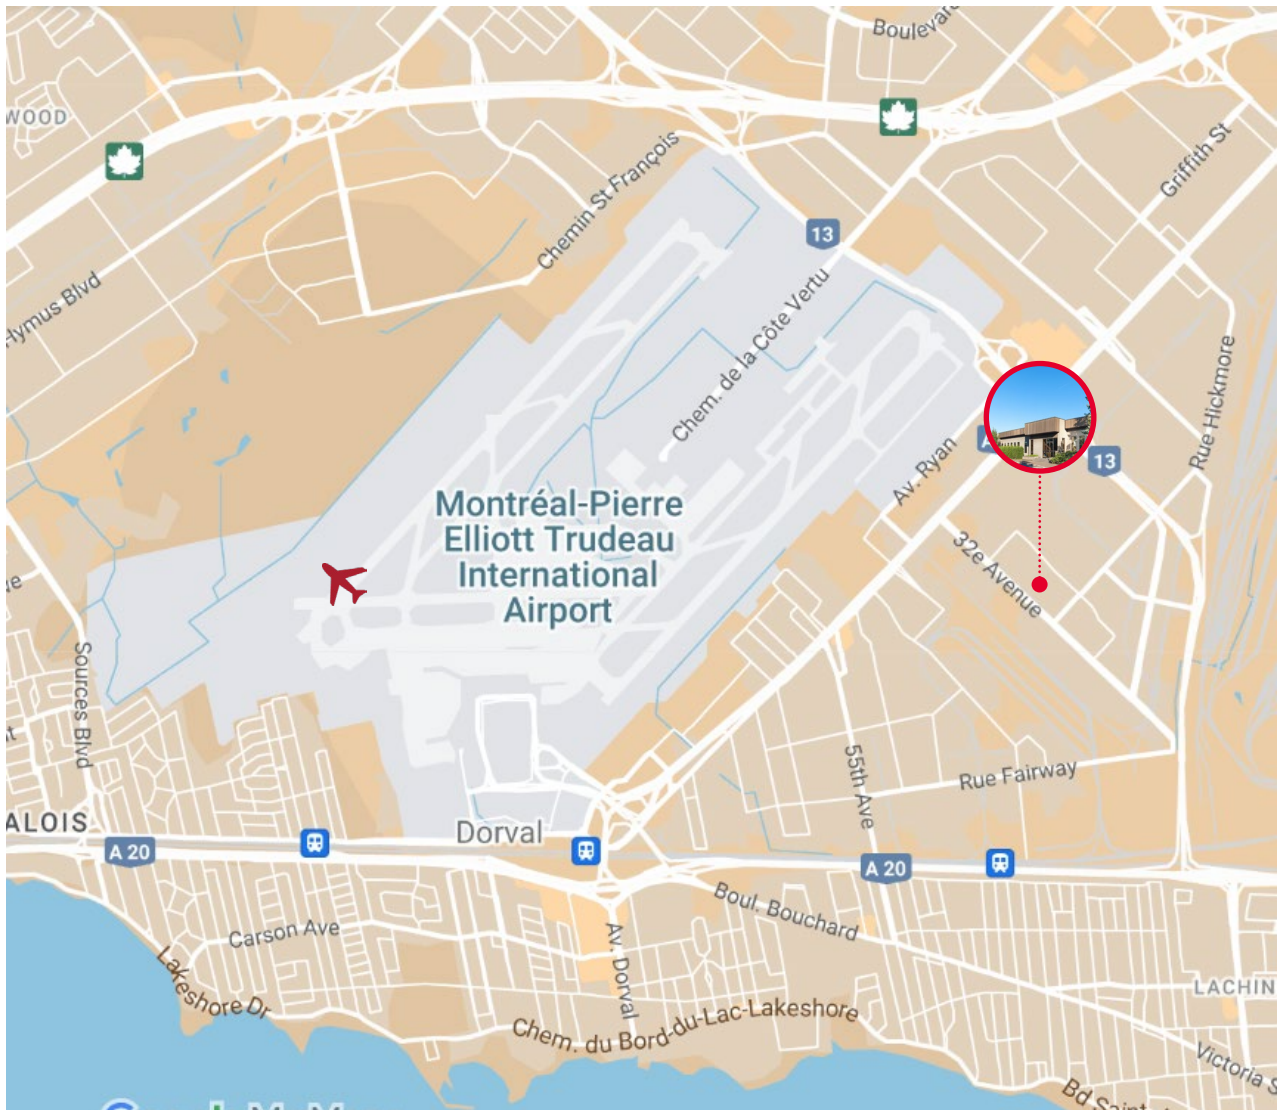 Boulevar
WOOD
Griffith St
Chemin St François
13
Hymus Blvd
Chem. de la Côte Vertu
Rue Hickmore
Av. Ryan
A
13
Montréal-Pierre
Elliott Trudeau
International
Airport
32e Avenue
Sources Blvd
55th Ave
Rue Fairway
ALOIS
Dorval
A 20
A 20
Boul. Bouchard
Carson Ave
Av. Dorval
Lakeshore Dr
LACHIN
Chem. du Bord-du-Lac-Lakeshore
Victoria S
Bd Saint-